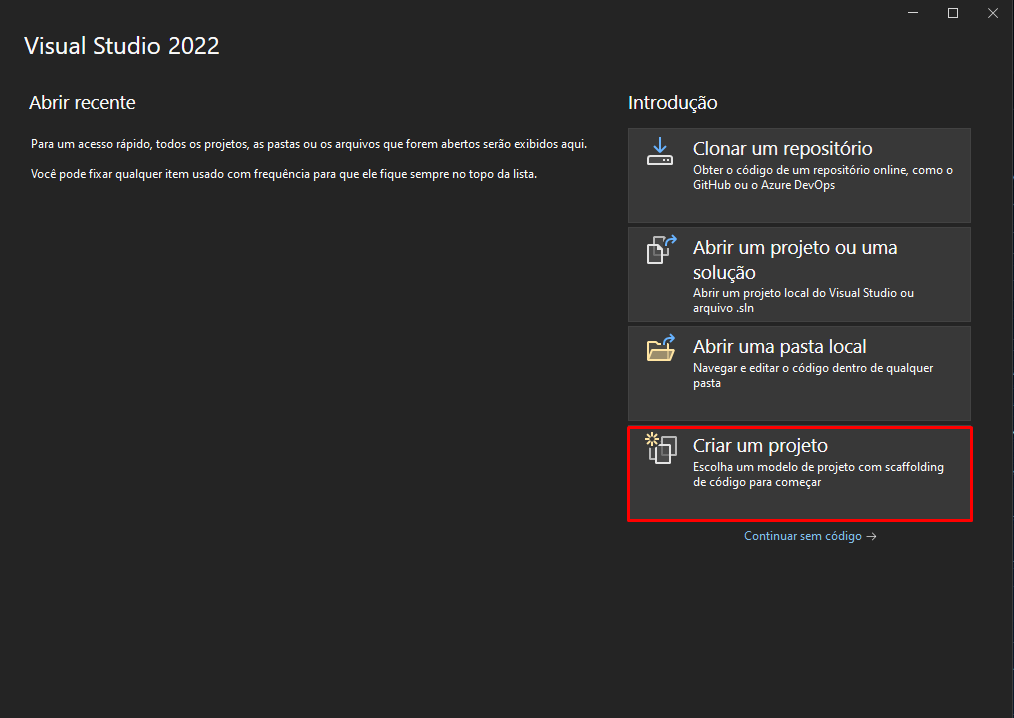 Visual Studio 2022
Abrir recente
Para um acesso rápido, todos os projetos, as pastas ou os arquivos que forem abertos serão exibidos aqui.
Você pode fixar qualquer item usado com frequência para que ele fique sempre no topo da lista.
Introdução
Clonar um repositório
Obter o código de um repositório online, como o
GitHub ou o Azure DevOps
Abrir um projeto ou uma
solução
Abrir um projeto local do Visual Studio ou
arquivo .sln
Abrir uma pasta local
Navegar e editar o código dentro de qualquer
pasta
Criar um projeto
Escolha um modelo de projeto com scaffolding
de código para começar
Continuar sem código →